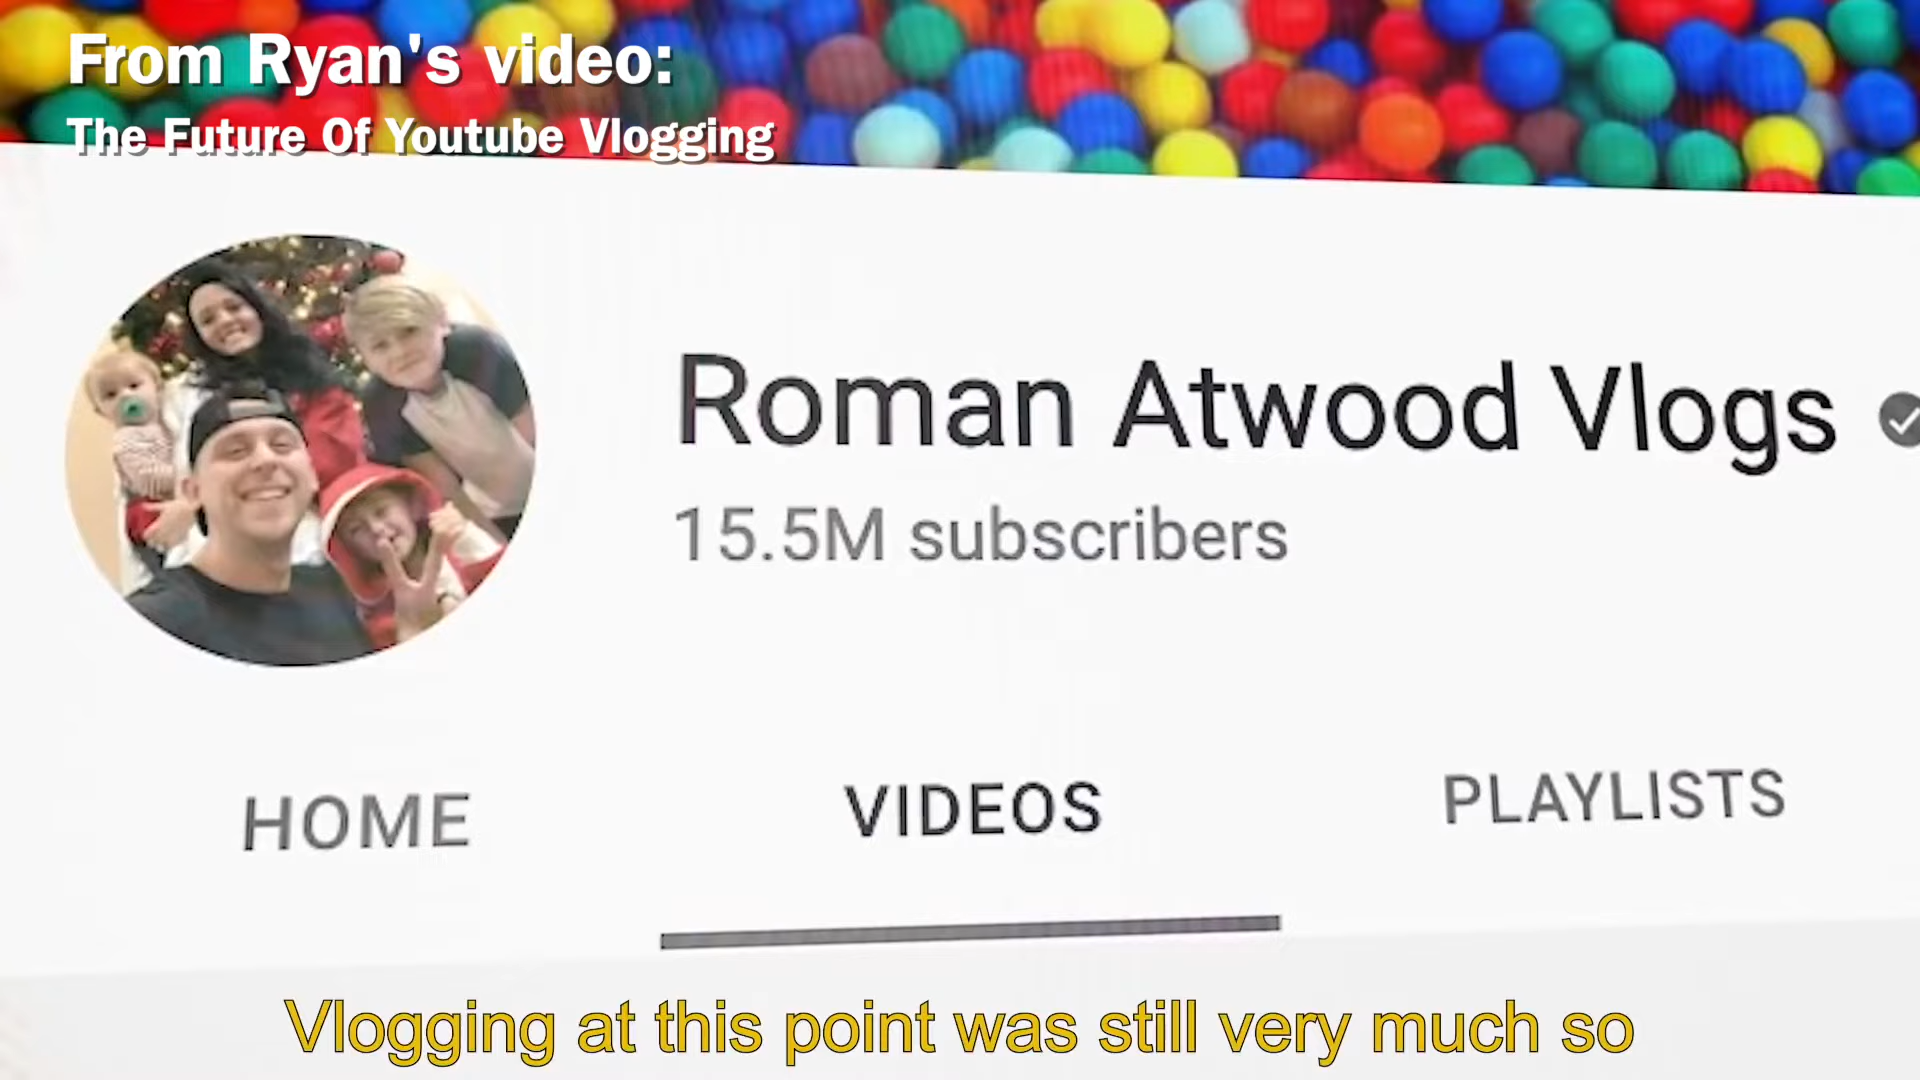 From Ryan's video:
The Future Of Youtube Vlogging
Roman Atwood Vlogs
15.5M subscribers
HOME VIDEOS PLAYLISTS
Vlogging at this point was still very much so